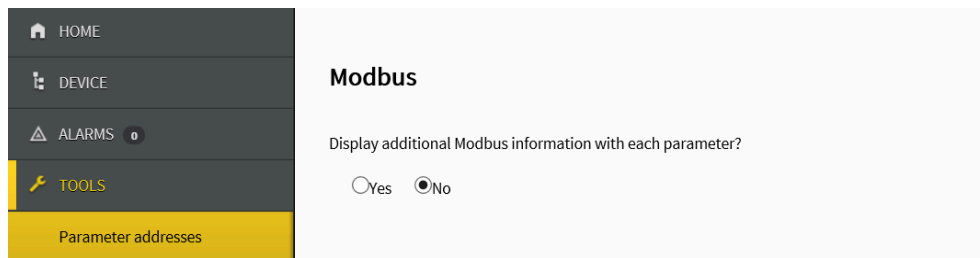 HOME
DEVICE
ALARMS 0
TOOLS
Parameter addresses
Modbus
Display additional Modbus information with each parameter?
Yes No